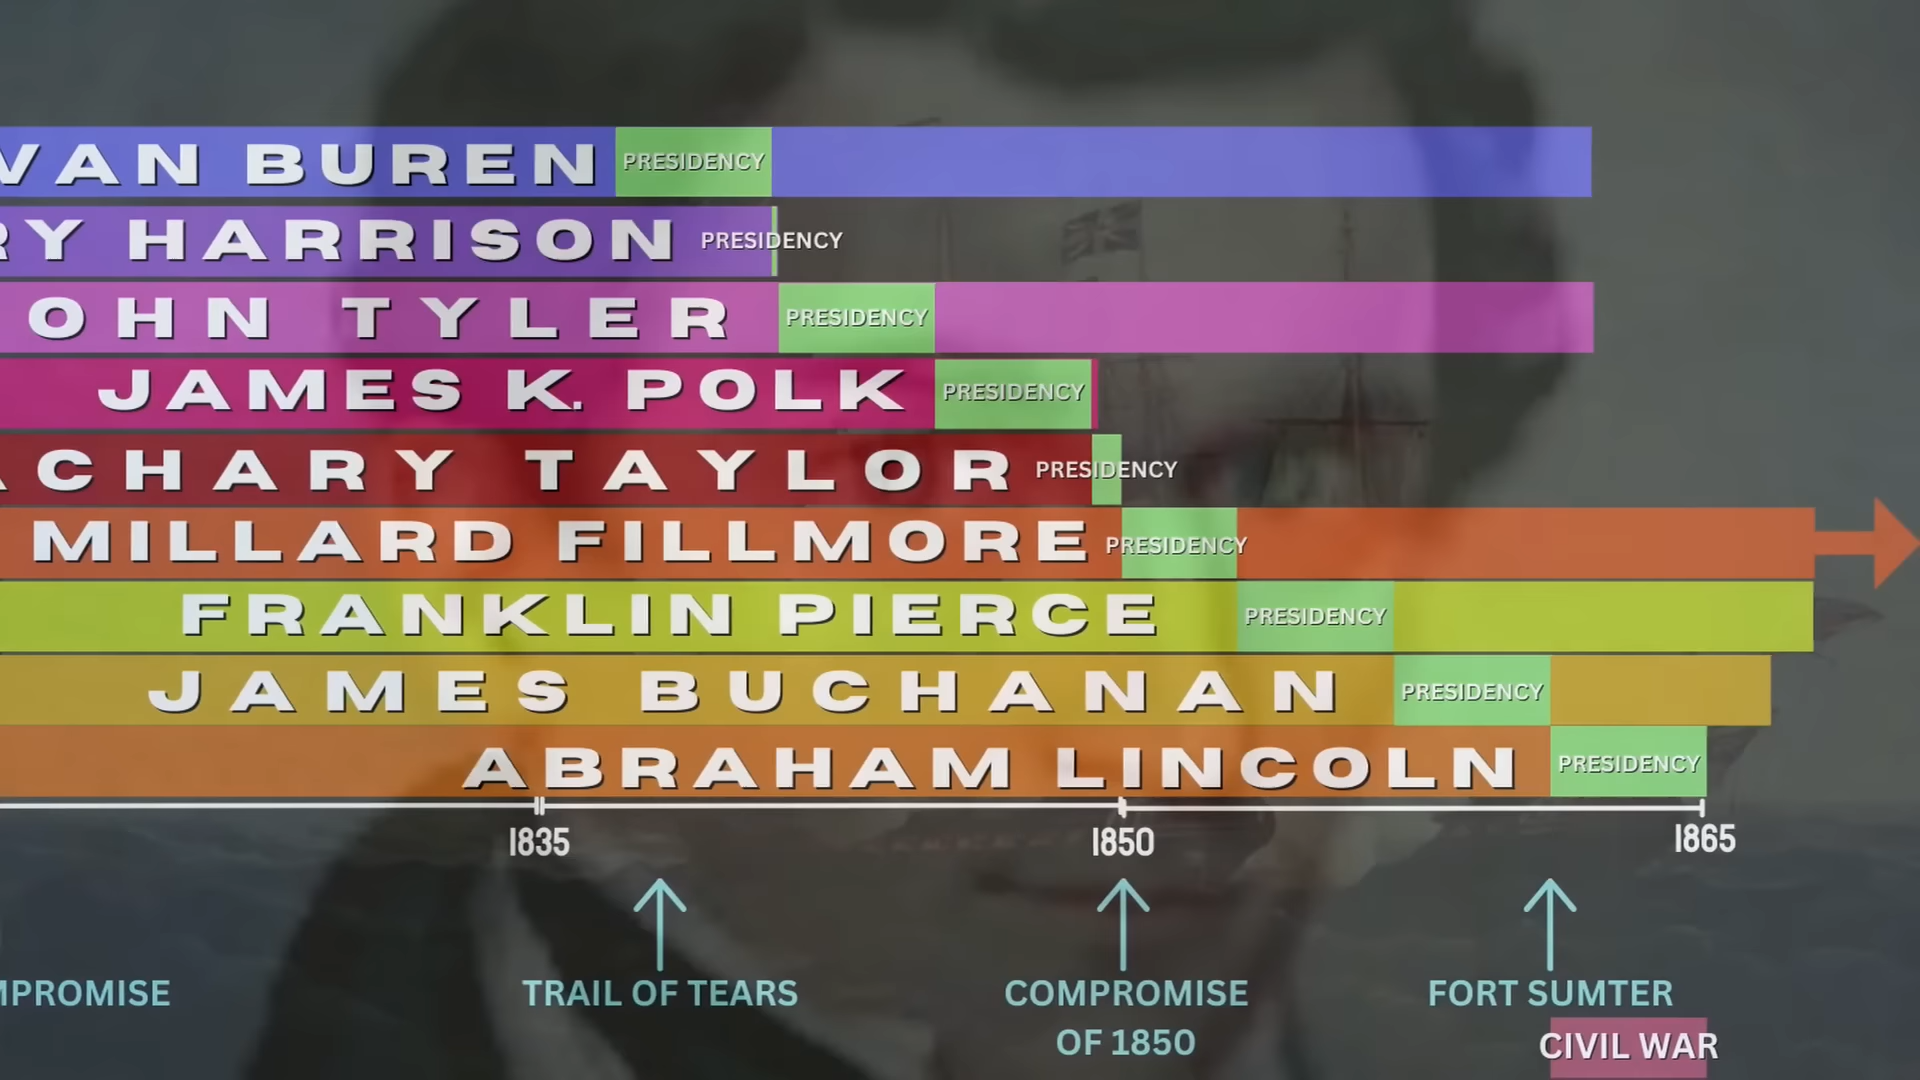 VAN BUREN PRESIDENCY
RY HARRISON PRESIDENCY
OHN TYLER PRESIDENCY
JAMES K. POLK PRESIDENCY
ACHARY TAYLOR PRESIDENCY
MILLARD FILLMORE PRESIDENCY
FRANKLIN PIERCE PRESIDENCY
JAMES BUCHANAN PRESIDENCY
ABRAHAM LINCOLN PRESIDENCY
1835 1850 1865
MPROMISE TRAIL OF TEARS COMPROMISE FORT SUMTER
OF 1850 CIVIL WAR